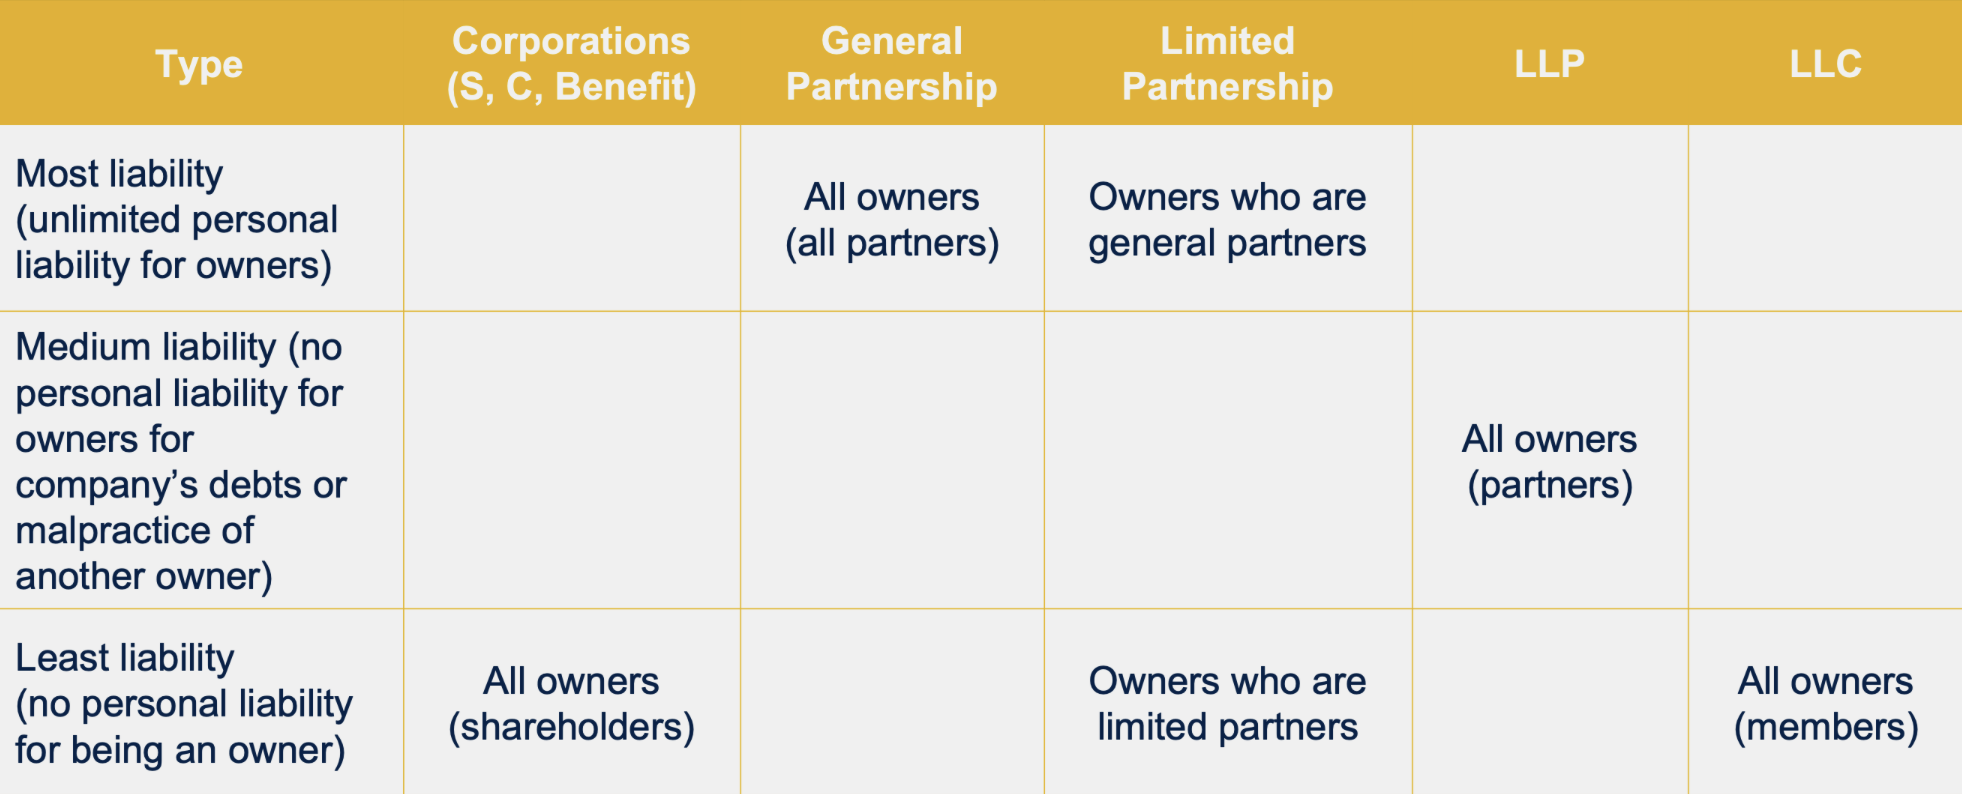 Type
Corporations
(S, C, Benefit)
General
Partnership
Limited
Partnership
LLP
LLC
Most liability
(unlimited personal
liability for owners)
All owners
(all partners)
Owners who are
general partners
Medium liability (no
personal liability for
owners for
company’s debts or
malpractice of
another owner)
All owners
(partners)
Least liability
(no personal liability
for being an owner)
All owners
(shareholders)
Owners who are
limited partners
All owners
(members)